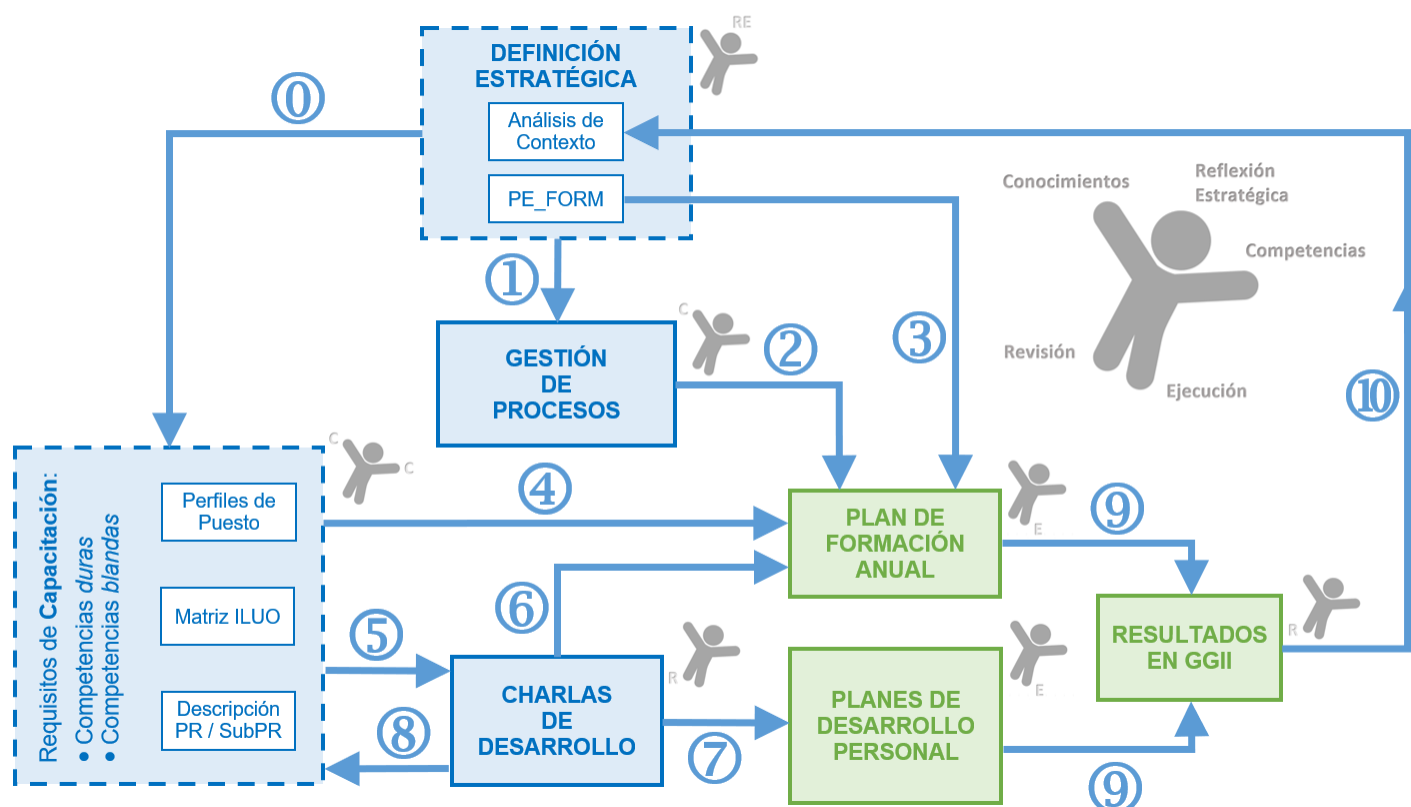 RE
DEFINICIÓN
ESTRATÉGICA
Análisis de
Contexto
PE_FORM
0
1
GESTIÓN
DE
PROCESOS
C
2
3
Conocimientos
Reflexión
Estratégica
Competencias
Revisión
Ejecución
10
Requisitos de Capacitación:
• Competencias duras
• Competencias blandas
Perfiles de
Puesto
Matriz ILUO
Descripción
PR / SubPR
C
C
4
5
6
8
CHARLAS
DE
DESARROLLO
R
7
PLAN DE
FORMACIÓN
ANUAL
E
9
PLANES DE
DESARROLLO
PERSONAL
E
9
RESULTADOS
EN GGII
R